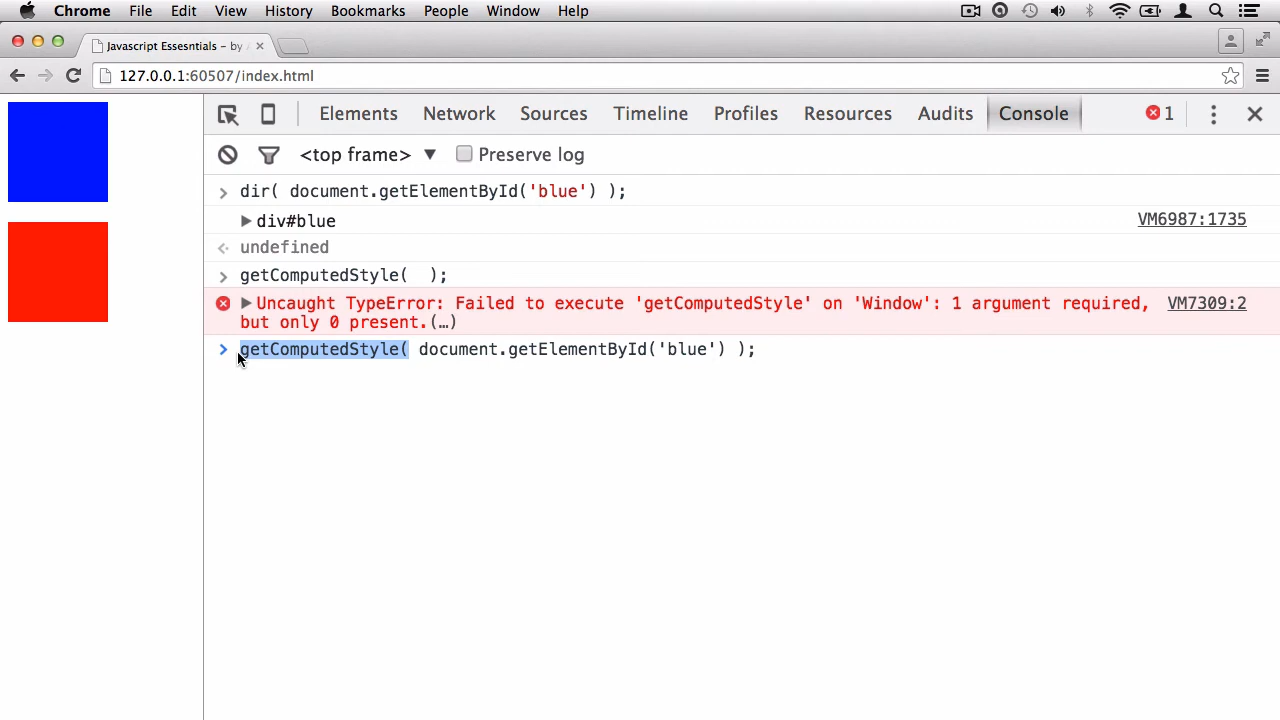 Chrome File Edit View History Bookmarks People Window Help
Javascript Essesntials – by
127.0.0.1:60507/index.html
Elements Network Sources Timeline Profiles Resources Audits Console 1
<top frame> ▼ Preserve log
> dir( document.getElementById('blue') );
▶ div#blue VM6987:1735
undefined
> getComputedStyle(  );
▶ Uncaught TypeError: Failed to execute 'getComputedStyle' on 'Window': 1 argument required, VM7309:2
but only 0 present.(…)
> getComputedStyle( document.getElementById('blue') );